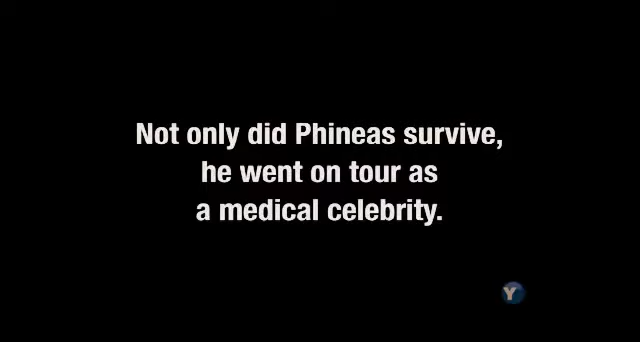 Not only did Phineas survive,
he went on tour as
a medical celebrity.
Y